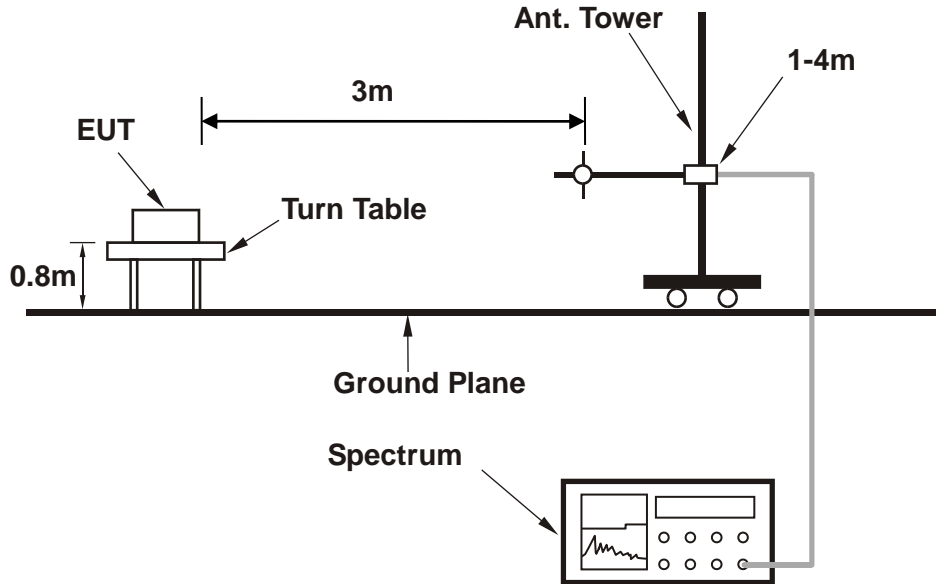 Ant. Tower
1-4m
3m
EUT
Turn Table
0.8m
Ground Plane
Spectrum